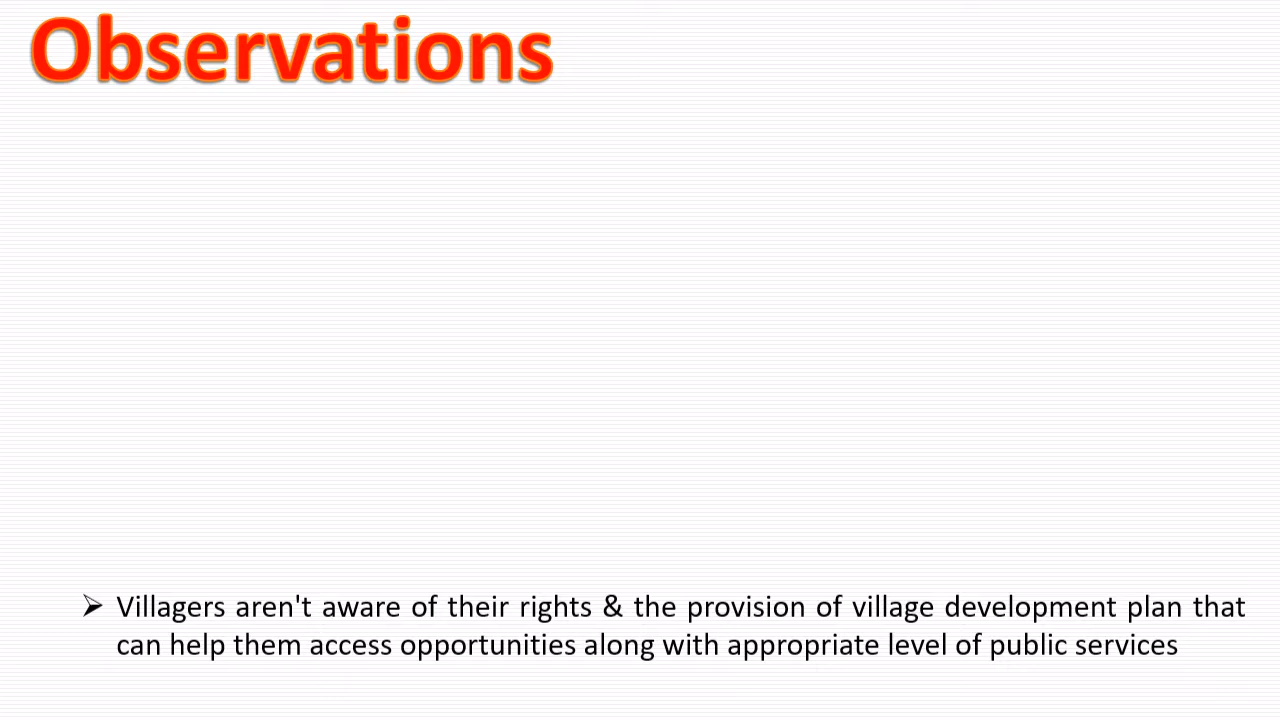 Observations
➢ Villagers aren't aware of their rights & the provision of village development plan that
can help them access opportunities along with appropriate level of public services